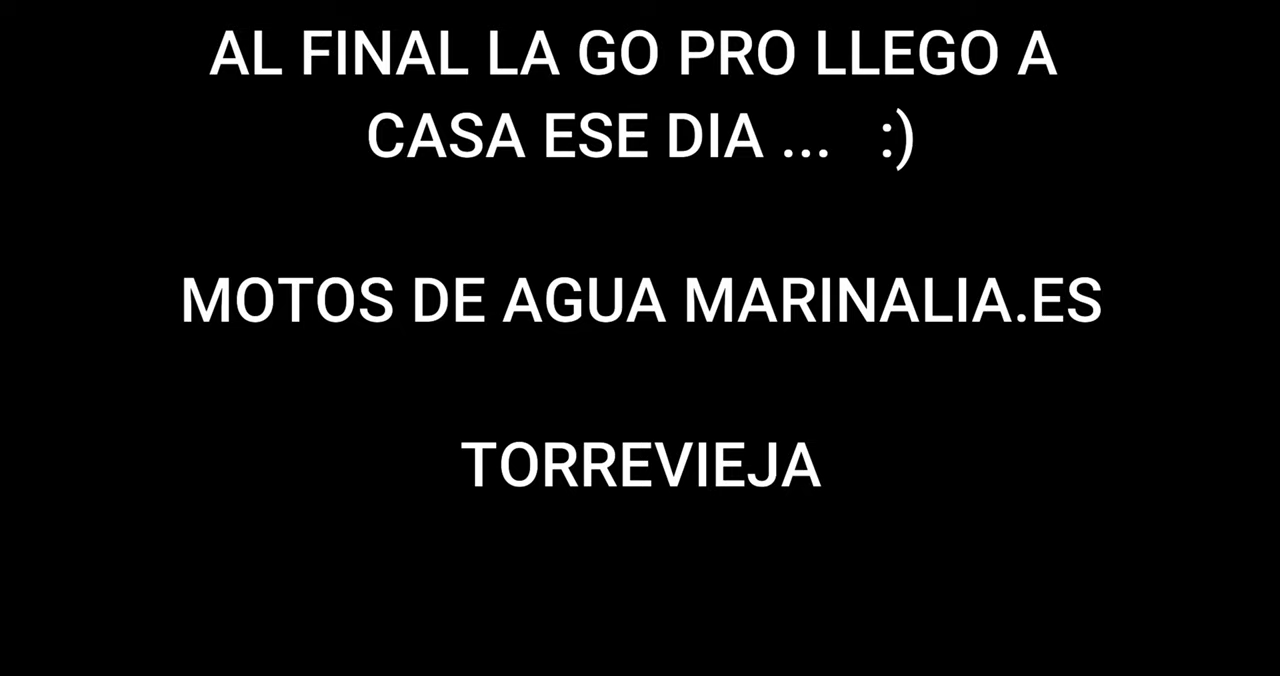 AL FINAL LA GO PRO LLEGO A
CASA ESE DIA ... :)
MOTOS DE AGUA MARINALIA.ES
TORREVIEJA